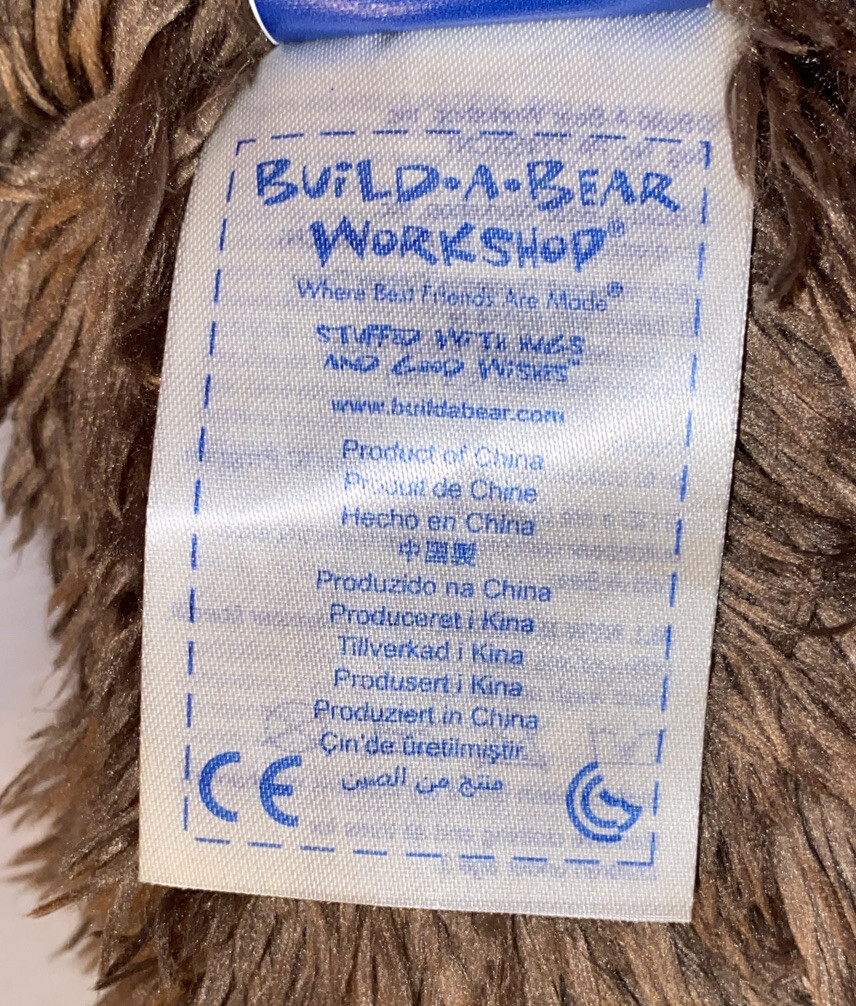 BUiLD•A•BEAR
WORKSHOP®
Where Best Friends Are Made®
STUFFED WiTH HUGS
AND GOOD WiSHES™
www.buildabear.com
Product of China
Produit de Chine
Hecho en China
中國製
Produzido na China
Produceret i Kina
Tillverkad i Kina
Produsert i Kina
Produziert in China
Çin'de üretilmiştir
منتج من الصين
CE